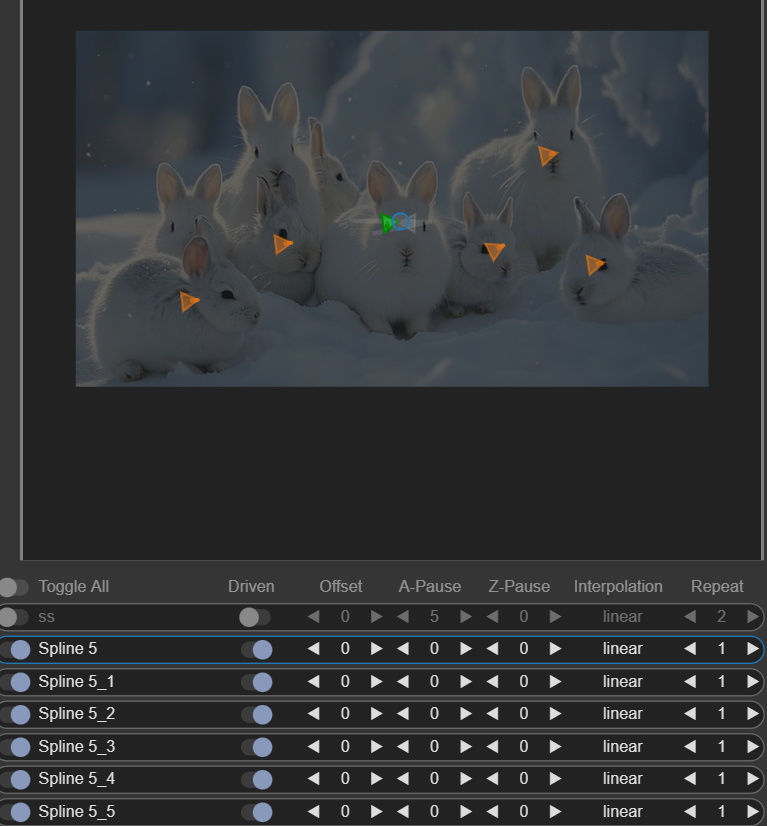 Toggle All Driven Offset A-Pause Z-Pause Interpolation Repeat
ss 0 5 0 linear 2
Spline 5 0 0 0 linear 1
Spline 5_1 0 0 0 linear 1
Spline 5_2 0 0 0 linear 1
Spline 5_3 0 0 0 linear 1
Spline 5_4 0 0 0 linear 1
Spline 5_5 0 0 0 linear 1